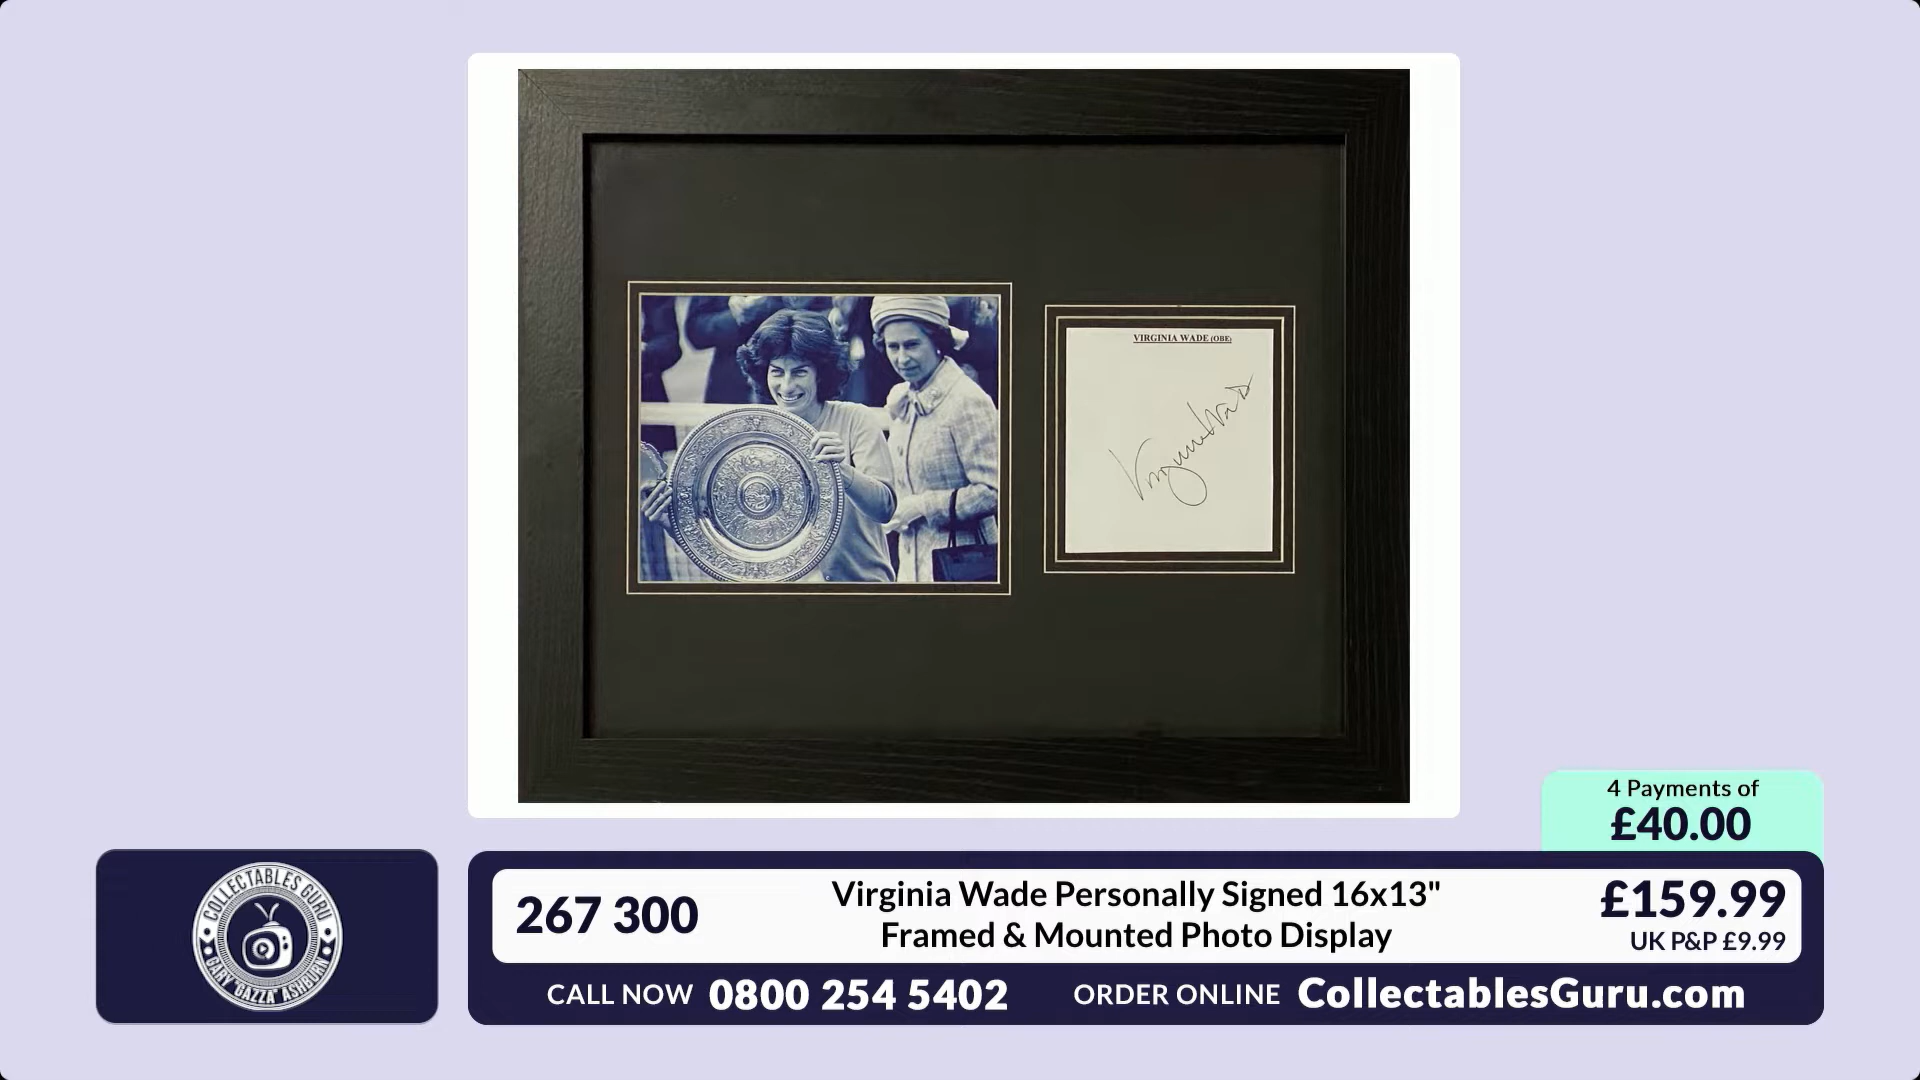 VIRGINIA WADE (OBE)
Virginia Wade
4 Payments of
£40.00
COLLECTABLES GURU
GARY "GAZZA" ASHBURN
267 300
Virginia Wade Personally Signed 16x13"
Framed & Mounted Photo Display
£159.99
UK P&P £9.99
CALL NOW 0800 254 5402
ORDER ONLINE CollectablesGuru.com